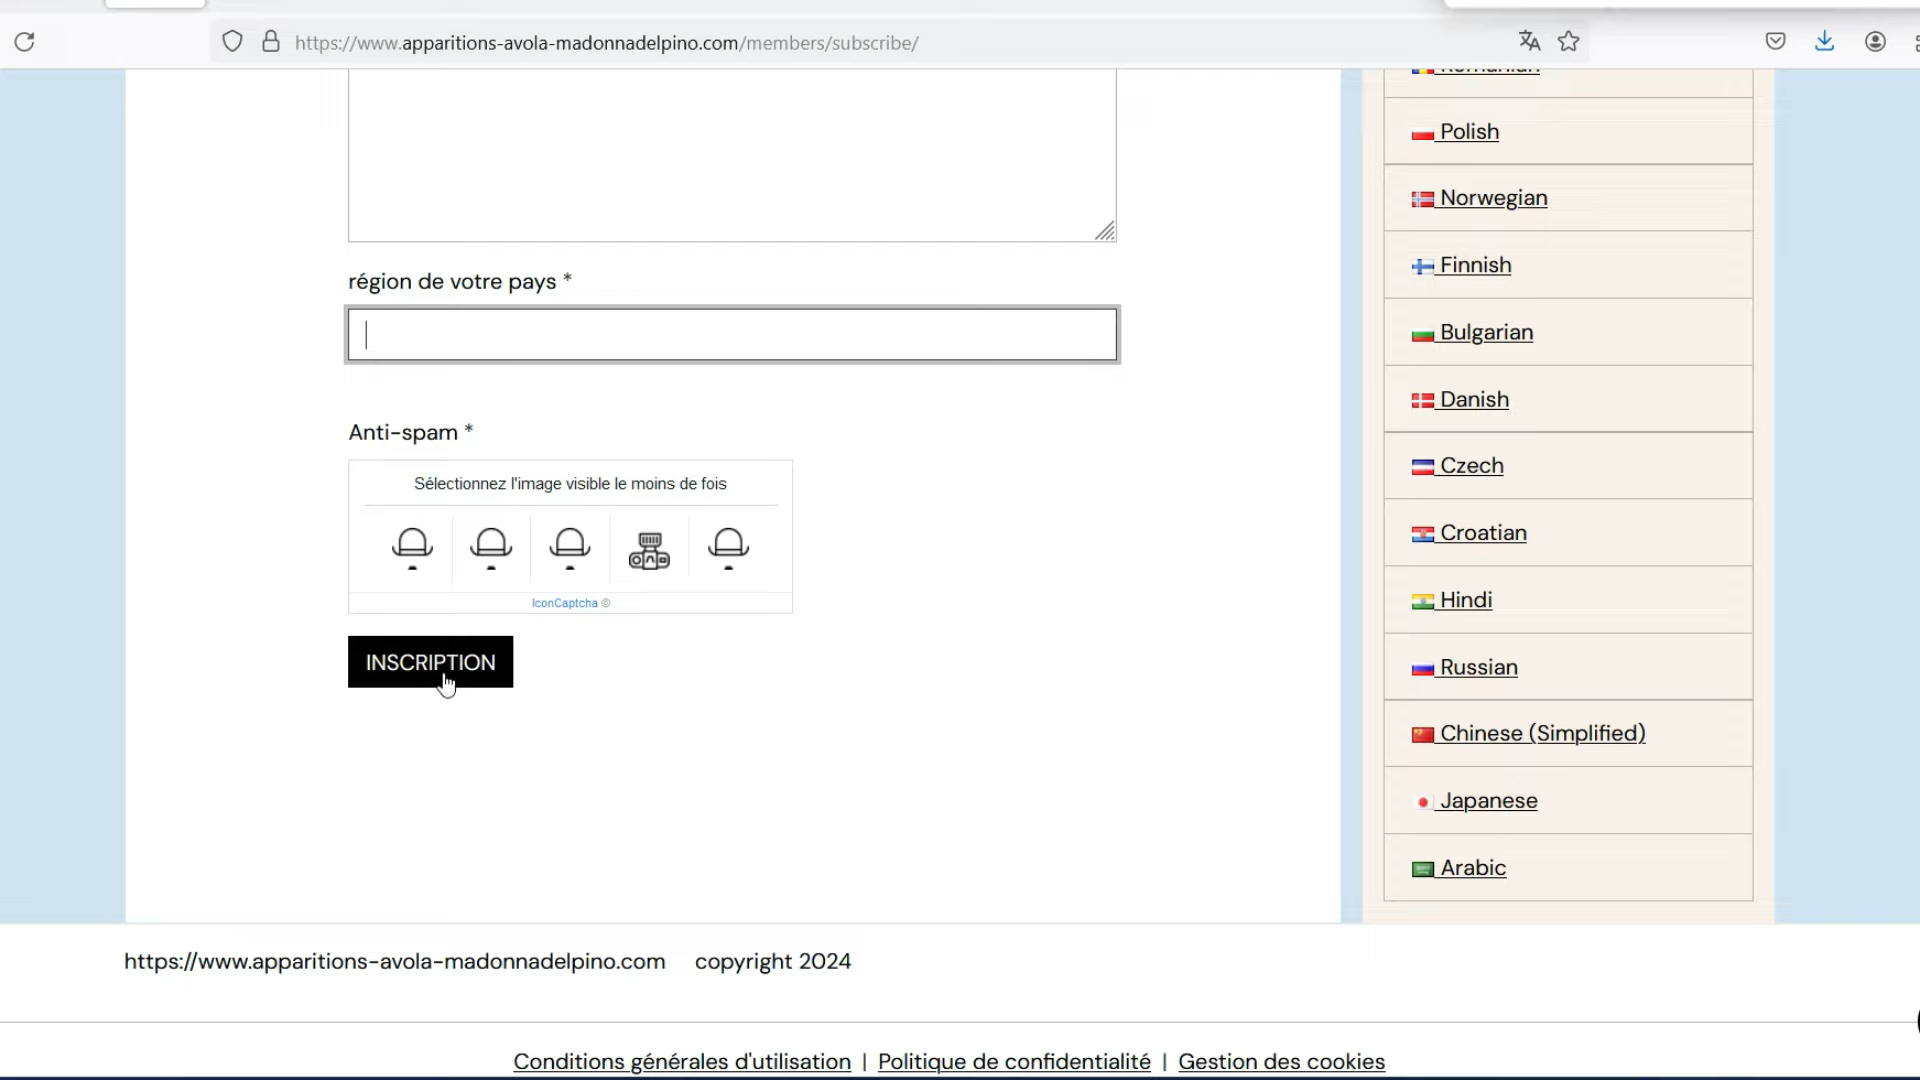 https://www.apparitions-avola-madonnadelpino.com/members/subscribe/
Romanian
Polish
région de votre pays *
Norwegian
Finnish
Bulgarian
Anti-spam *
Danish
Sélectionnez l'image visible le moins de fois
Czech
Croatian
IconCaptcha ©
Hindi
INSCRIPTION
Russian
Chinese (Simplified)
Japanese
Arabic
https://www.apparitions-avola-madonnadelpino.com copyright 2024
Conditions générales d'utilisation | Politique de confidentialité | Gestion des cookies